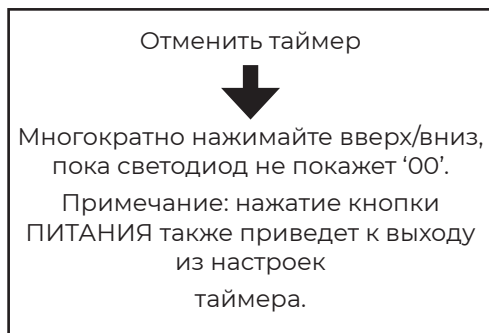 Отменить таймер
Многократно нажимайте вверх/вниз,
пока светодиод не покажет ‘00’.
Примечание: нажатие кнопки
ПИТАНИЯ также приведет к выходу
из настроек
таймера.